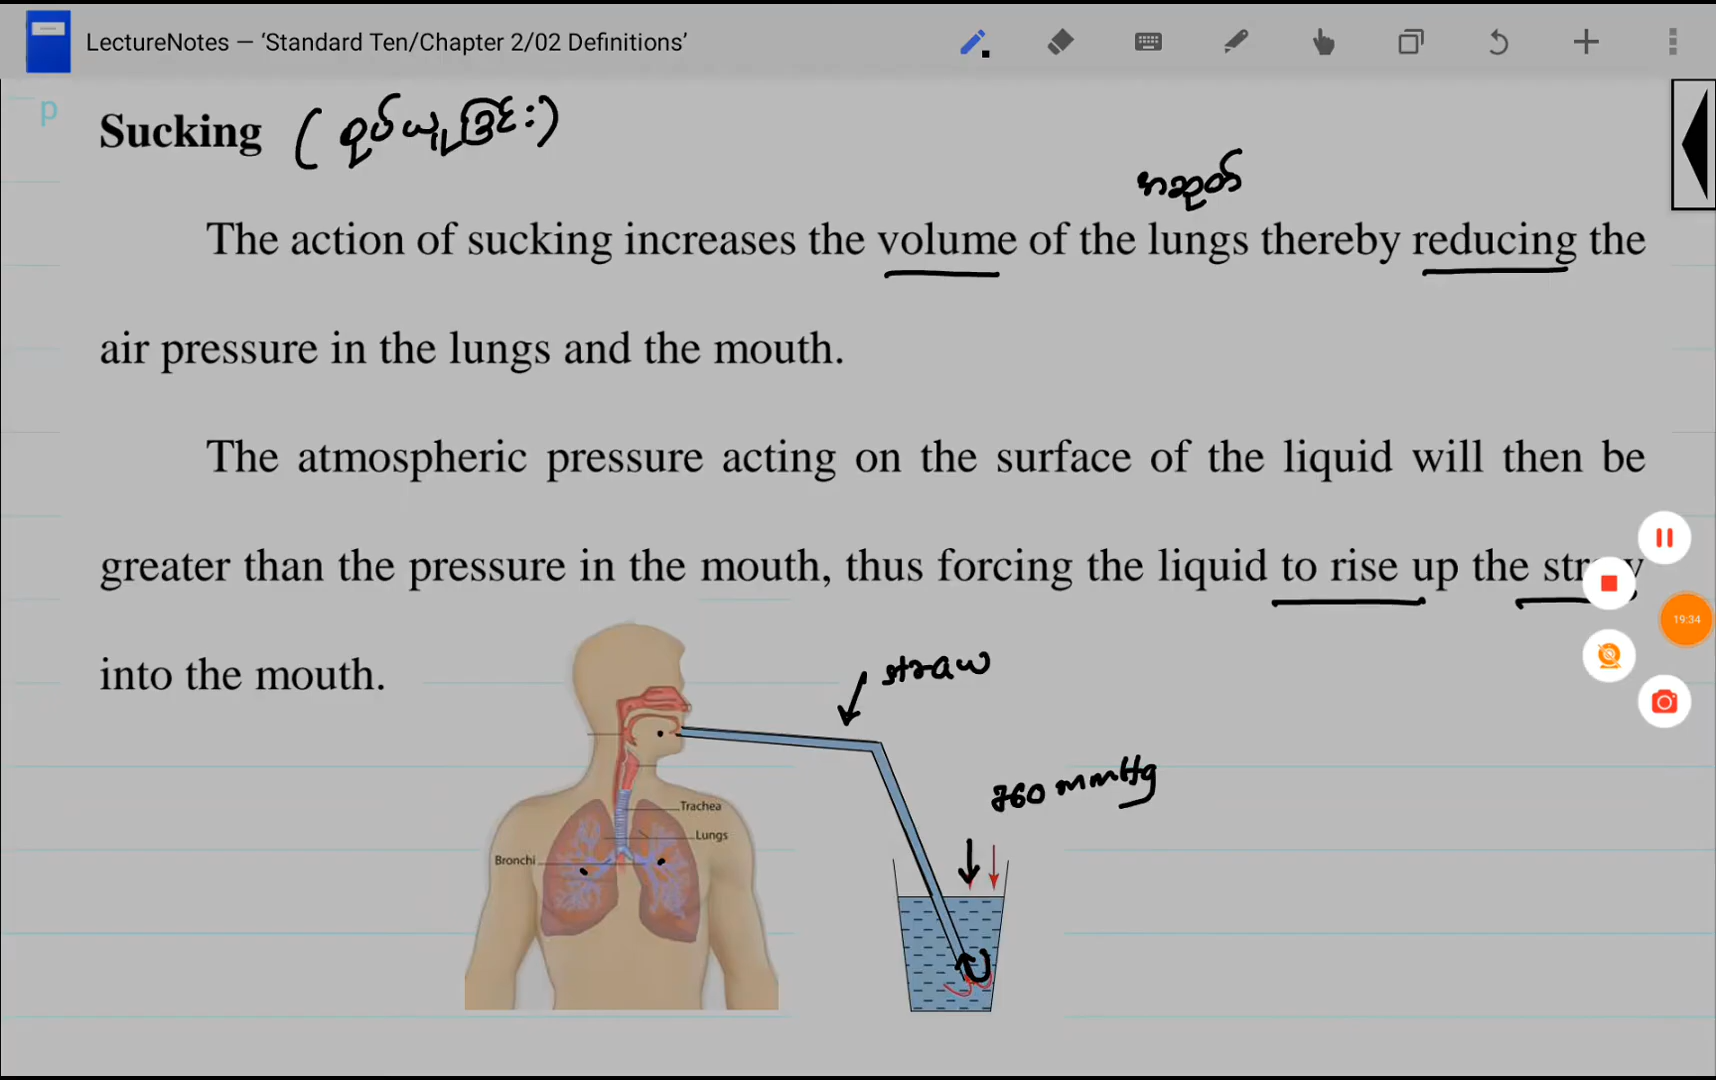 LectureNotes — ‘Standard Ten/Chapter 2/02 Definitions’
p
Sucking (စုပ်ယူခြင်း)
အဆုတ်
The action of sucking increases the volume of the lungs thereby reducing the
air pressure in the lungs and the mouth.
The atmospheric pressure acting on the surface of the liquid will then be
greater than the pressure in the mouth, thus forcing the liquid to rise up the
19:34
into the mouth.
straw
760 mmHg
Trachea
Lungs
Bronchi